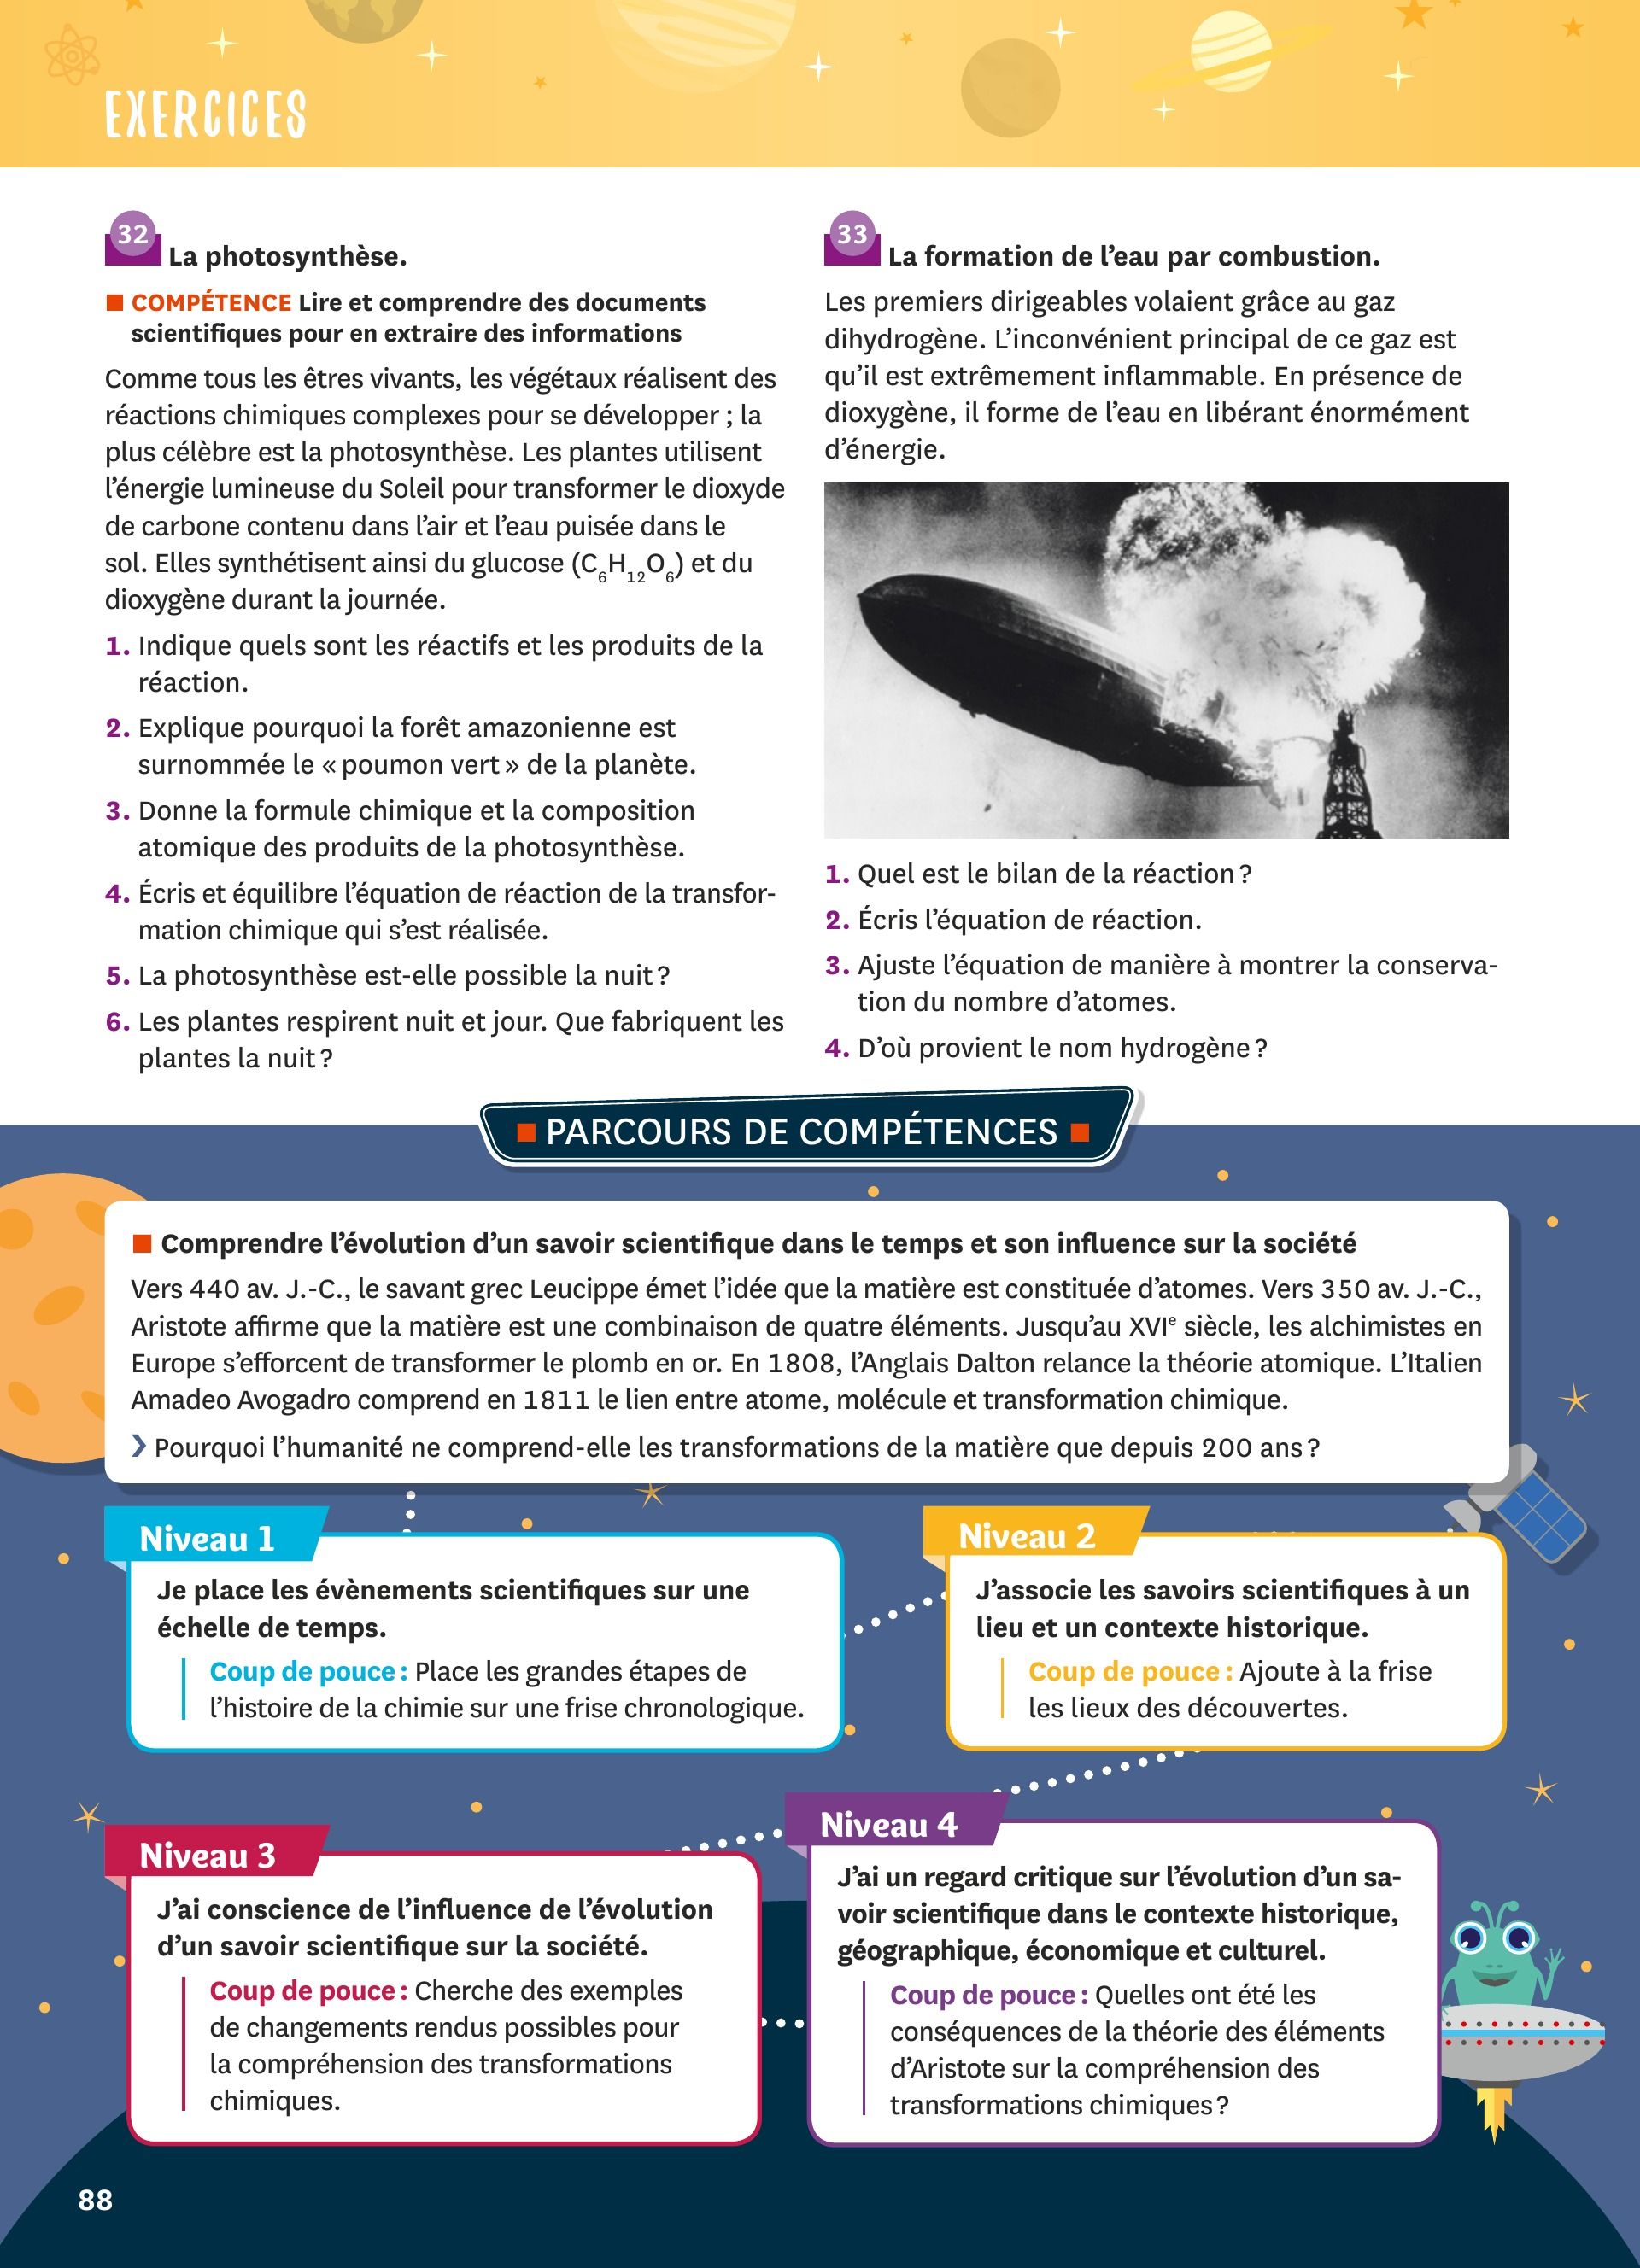 EXERCICES
32 La photosynthèse.
■ COMPÉTENCE Lire et comprendre des documents
scientifiques pour en extraire des informations
Comme tous les êtres vivants, les végétaux réalisent des
réactions chimiques complexes pour se développer ; la
plus célèbre est la photosynthèse. Les plantes utilisent
l’énergie lumineuse du Soleil pour transformer le dioxyde
de carbone contenu dans l’air et l’eau puisée dans le
sol. Elles synthétisent ainsi du glucose (C₆H₁₂O₆) et du
dioxygène durant la journée.
1. Indique quels sont les réactifs et les produits de la
réaction.
2. Explique pourquoi la forêt amazonienne est
surnommée le « poumon vert » de la planète.
3. Donne la formule chimique et la composition
atomique des produits de la photosynthèse.
4. Écris et équilibre l’équation de réaction de la transfor-
mation chimique qui s’est réalisée.
5. La photosynthèse est-elle possible la nuit ?
6. Les plantes respirent nuit et jour. Que fabriquent les
plantes la nuit ?
33 La formation de l’eau par combustion.
Les premiers dirigeables volaient grâce au gaz
dihydrogène. L’inconvénient principal de ce gaz est
qu’il est extrêmement inflammable. En présence de
dioxygène, il forme de l’eau en libérant énormément
d’énergie.
1. Quel est le bilan de la réaction ?
2. Écris l’équation de réaction.
3. Ajuste l’équation de manière à montrer la conserva-
tion du nombre d’atomes.
4. D’où provient le nom hydrogène ?
■ PARCOURS DE COMPÉTENCES ■
■ Comprendre l’évolution d’un savoir scientifique dans le temps et son influence sur la société
Vers 440 av. J.-C., le savant grec Leucippe émet l’idée que la matière est constituée d’atomes. Vers 350 av. J.-C.,
Aristote affirme que la matière est une combinaison de quatre éléments. Jusqu’au XVIᵉ siècle, les alchimistes en
Europe s’efforcent de transformer le plomb en or. En 1808, l’Anglais Dalton relance la théorie atomique. L’Italien
Amadeo Avogadro comprend en 1811 le lien entre atome, molécule et transformation chimique.
❯ Pourquoi l’humanité ne comprend-elle les transformations de la matière que depuis 200 ans ?
Niveau 1
Je place les évènements scientifiques sur une
échelle de temps.
Coup de pouce : Place les grandes étapes de
l’histoire de la chimie sur une frise chronologique.
Niveau 2
J’associe les savoirs scientifiques à un
lieu et un contexte historique.
Coup de pouce : Ajoute à la frise
les lieux des découvertes.
Niveau 3
J’ai conscience de l’influence de l’évolution
d’un savoir scientifique sur la société.
Coup de pouce : Cherche des exemples
de changements rendus possibles pour
la compréhension des transformations
chimiques.
Niveau 4
J’ai un regard critique sur l’évolution d’un sa-
voir scientifique dans le contexte historique,
géographique, économique et culturel.
Coup de pouce : Quelles ont été les
conséquences de la théorie des éléments
d’Aristote sur la compréhension des
transformations chimiques ?
88